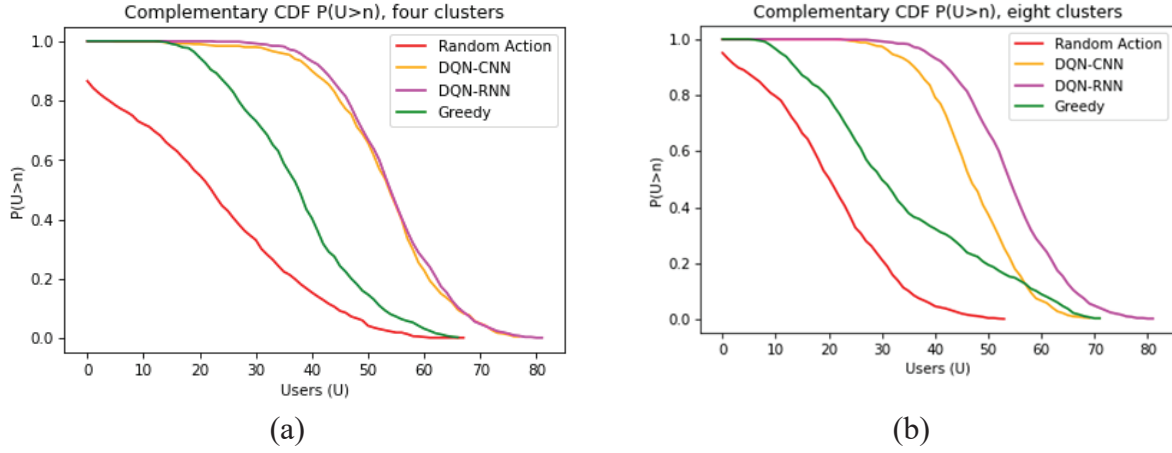 Complementary CDF P(U>n), four clusters
P(U>n)
1.0
0.8
0.6
0.4
0.2
0.0
Random Action
DQN-CNN
DQN-RNN
Greedy
0 10 20 30 40 50 60 70 80
Users (U)
(a)
Complementary CDF P(U>n), eight clusters
P(U>n)
1.0
0.8
0.6
0.4
0.2
0.0
Random Action
DQN-CNN
DQN-RNN
Greedy
0 10 20 30 40 50 60 70 80
Users (U)
(b)